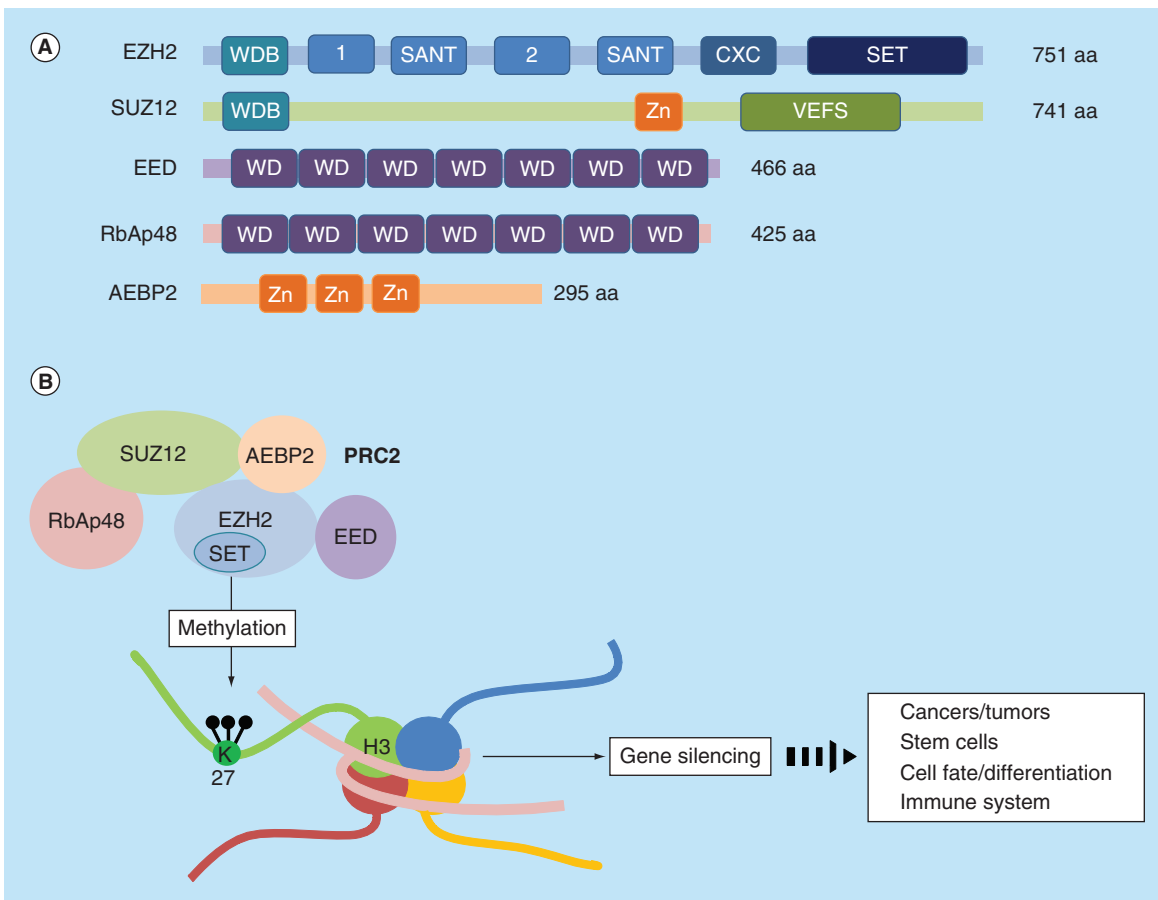 A
EZH2 WDB 1 SANT 2 SANT CXC SET 751 aa
SUZ12 WDB Zn VEFS 741 aa
EED WD WD WD WD WD WD WD 466 aa
RbAp48 WD WD WD WD WD WD WD 425 aa
AEBP2 Zn Zn Zn 295 aa
B
SUZ12 AEBP2 PRC2
RbAp48 EZH2 EED
SET
Methylation
K
27
H3
Gene silencing
Cancers/tumors
Stem cells
Cell fate/differentiation
Immune system